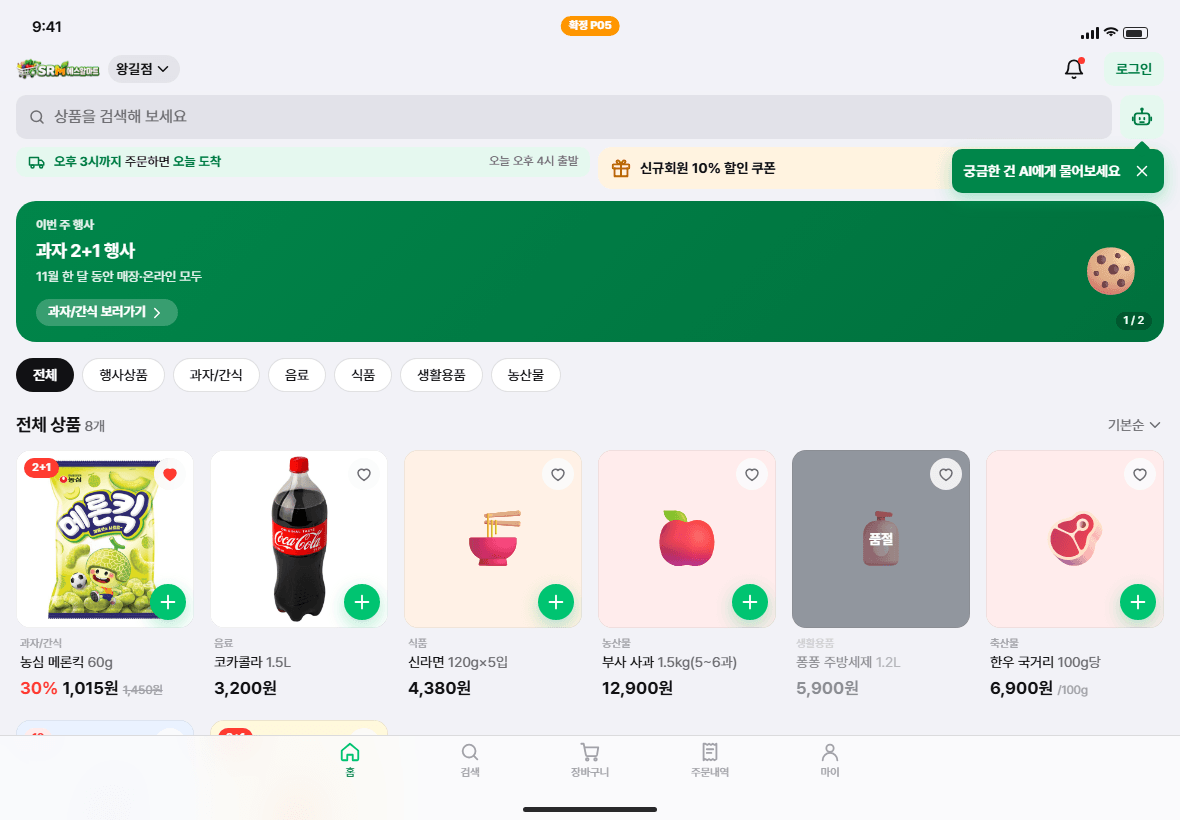 9:41
확정 P05
SRM 에스알마트
왕길점
로그인
상품을 검색해 보세요
오후 3시까지 주문하면 오늘 도착
오늘 오후 4시 출발
신규회원 10% 할인 쿠폰
궁금한 건 AI에게 물어보세요
이번 주 행사
과자 2+1 행사
11월 한 달 동안 매장·온라인 모두
과자/간식 보러가기
1 / 2
전체
행사상품
과자/간식
음료
식품
생활용품
농산물
전체 상품 8개
기본순
2+1
농심
메론킥
ORIGINAL TASTE
Coca-Cola
품절
과자/간식
농심 메론킥 60g
30% 1,015원 1,450원
음료
코카콜라 1.5L
3,200원
식품
신라면 120g×5입
4,380원
농산물
부사 사과 1.5kg(5~6과)
12,900원
생활용품
퐁퐁 주방세제 1.2L
5,900원
축산물
한우 국거리 100g당
6,900원 /100g
홈
검색
장바구니
주문내역
마이